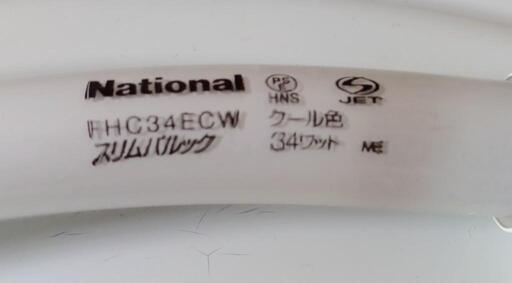 National PSE HNS JET
FHC34ECW クール色
スリムパルック 34ワット ME